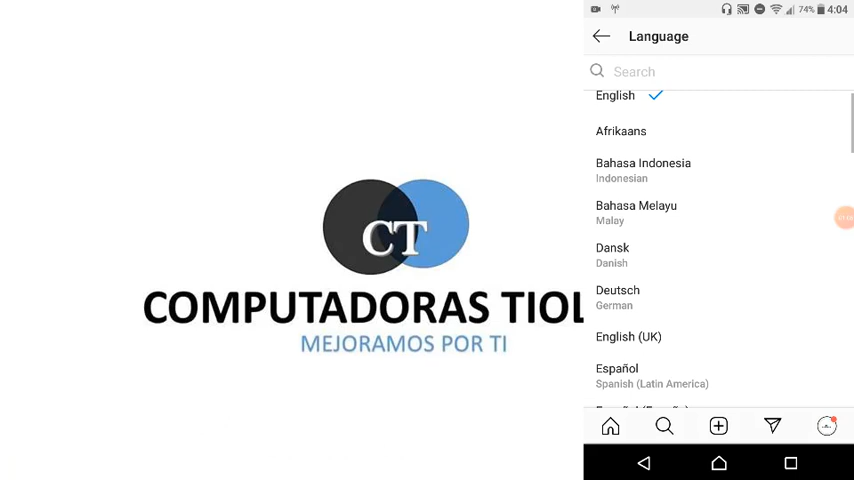 74% 4:04
Language
Search
English
Afrikaans
Bahasa Indonesia
Indonesian
Bahasa Melayu
Malay
Dansk
Danish
Deutsch
German
English (UK)
Español
Spanish (Latin America)
CT
COMPUTADORAS TIOL
MEJORAMOS POR TI